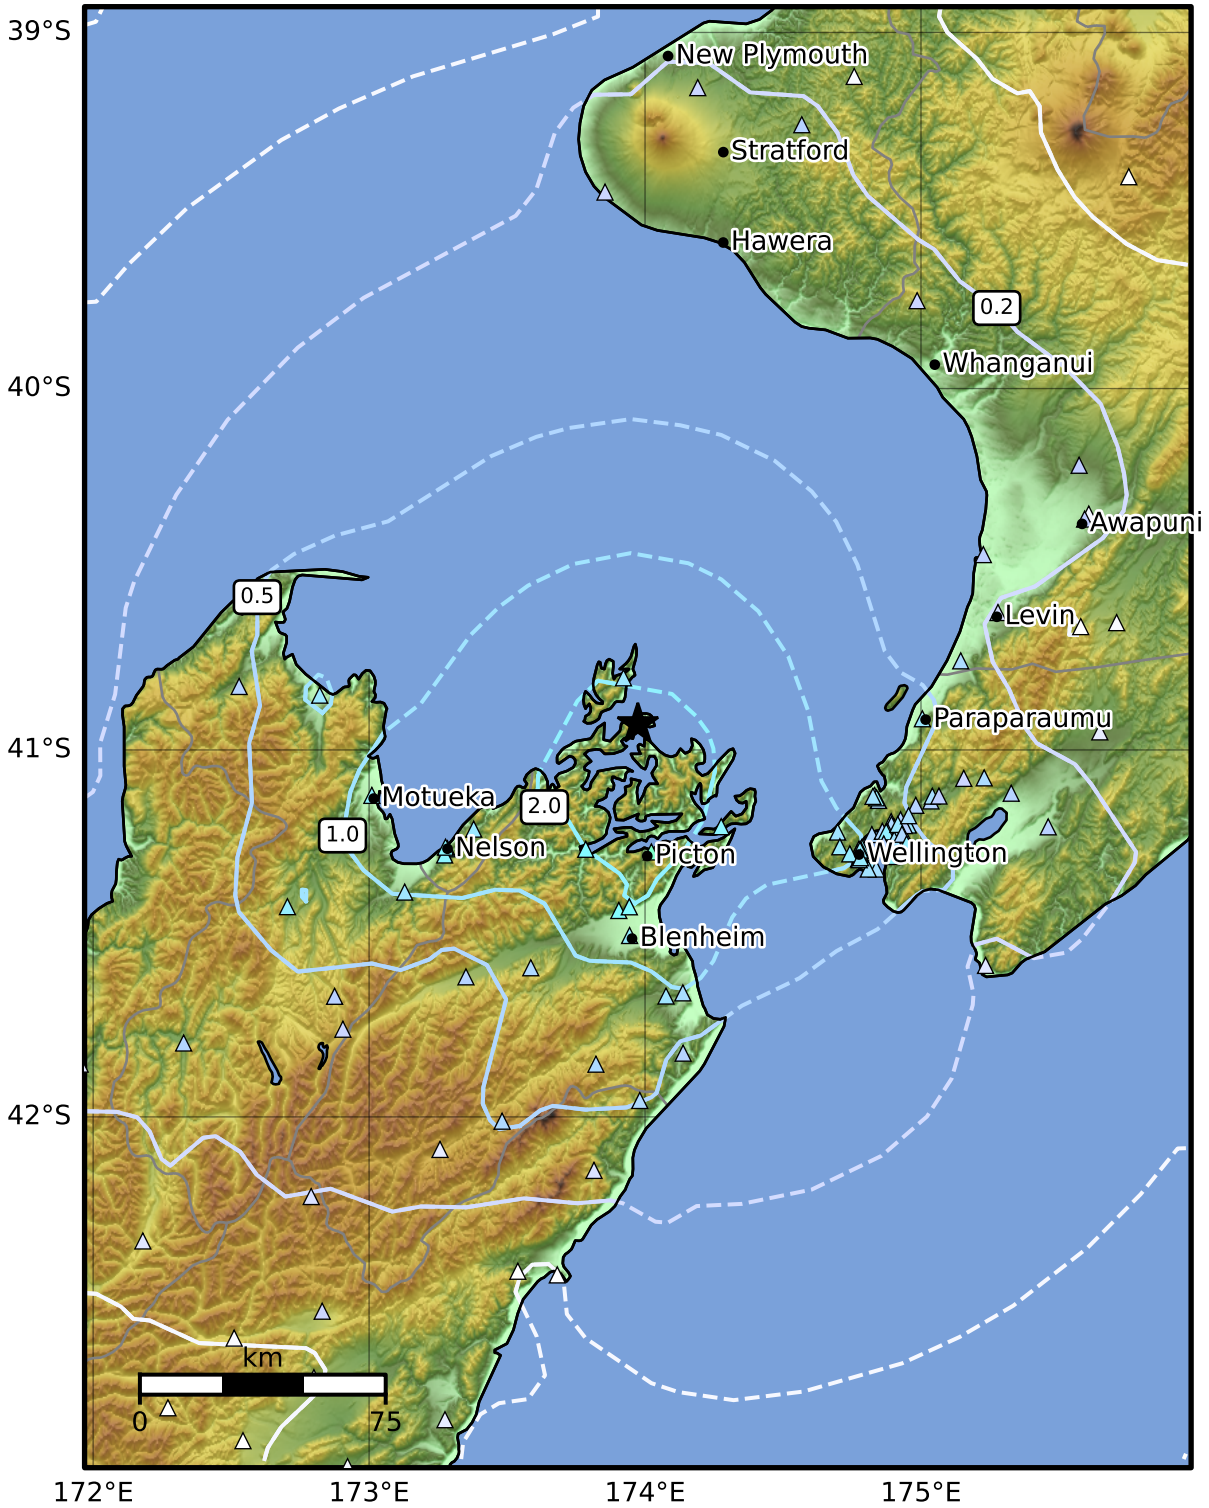 39°S
New Plymouth
Stratford
Hawera
0.2
Whanganui
40°S
Awapuni
0.5
Levin
Paraparaumu
41°S
Motueka
2.0
1.0
Nelson
Picton
Wellington
Blenheim
42°S
km
0
75
172°E
173°E
174°E
175°E